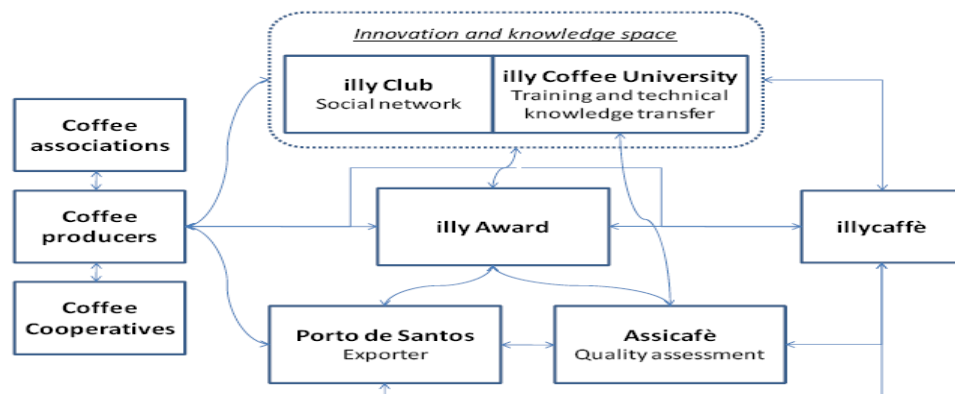 Innovation and knowledge space
illy Club
Social network
illy Coffee University
Training and technical
knowledge transfer
Coffee
associations
Coffee
producers
illy Award
illycaffè
Coffee
Cooperatives
Porto de Santos
Exporter
Assicafè
Quality assessment